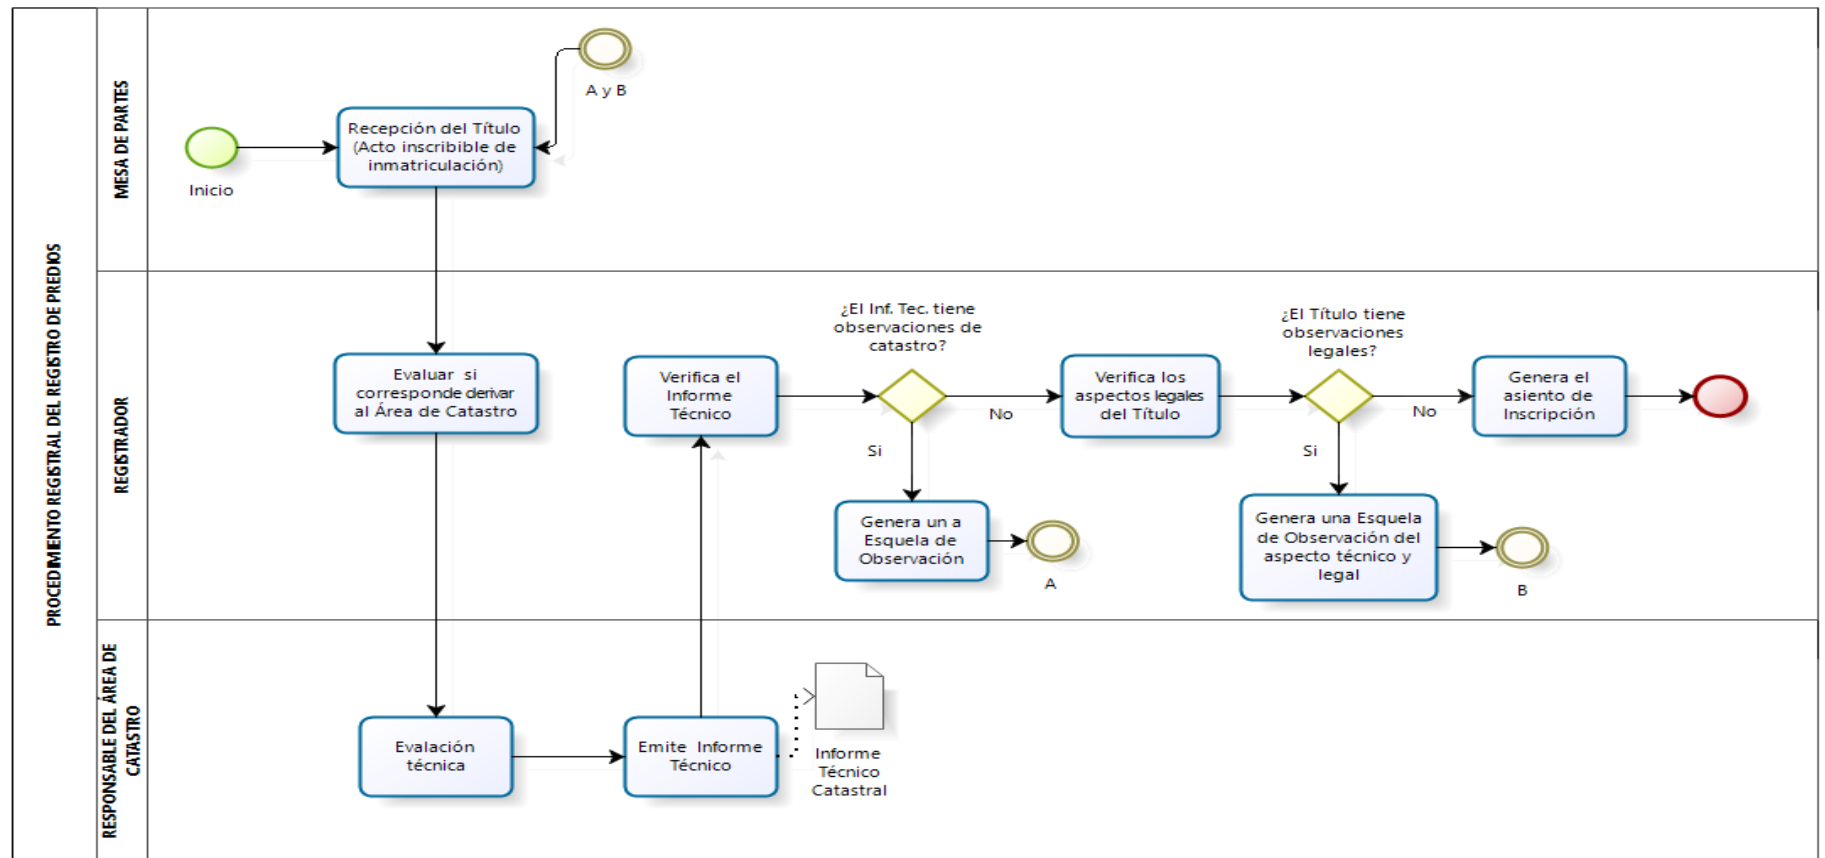 PROCEDIMIENTO REGISTRAL DEL REGISTRO DE PREDIOS
MESA DE PARTES
A y B
Recepción del Título
(Acto inscribible de
inmatriculación)
Inicio
REGISTRADOR
¿El Inf. Tec. tiene
observaciones de
catastro?
¿El Título tiene
observaciones
legales?
Evaluar si
corresponde derivar
al Área de Catastro
Verifica el
Informe
Técnico
No
Verifica los
aspectos legales
del Título
No
Genera el
asiento de
Inscripción
Si
Si
Genera un a
Esquela de
Observación
A
Genera una Esquela
de Observación del
aspecto técnico y
legal
B
RESPONSABLE DEL ÁREA DE
CATASTRO
Evalación
técnica
Emite Informe
Técnico
Informe
Técnico
Catastral